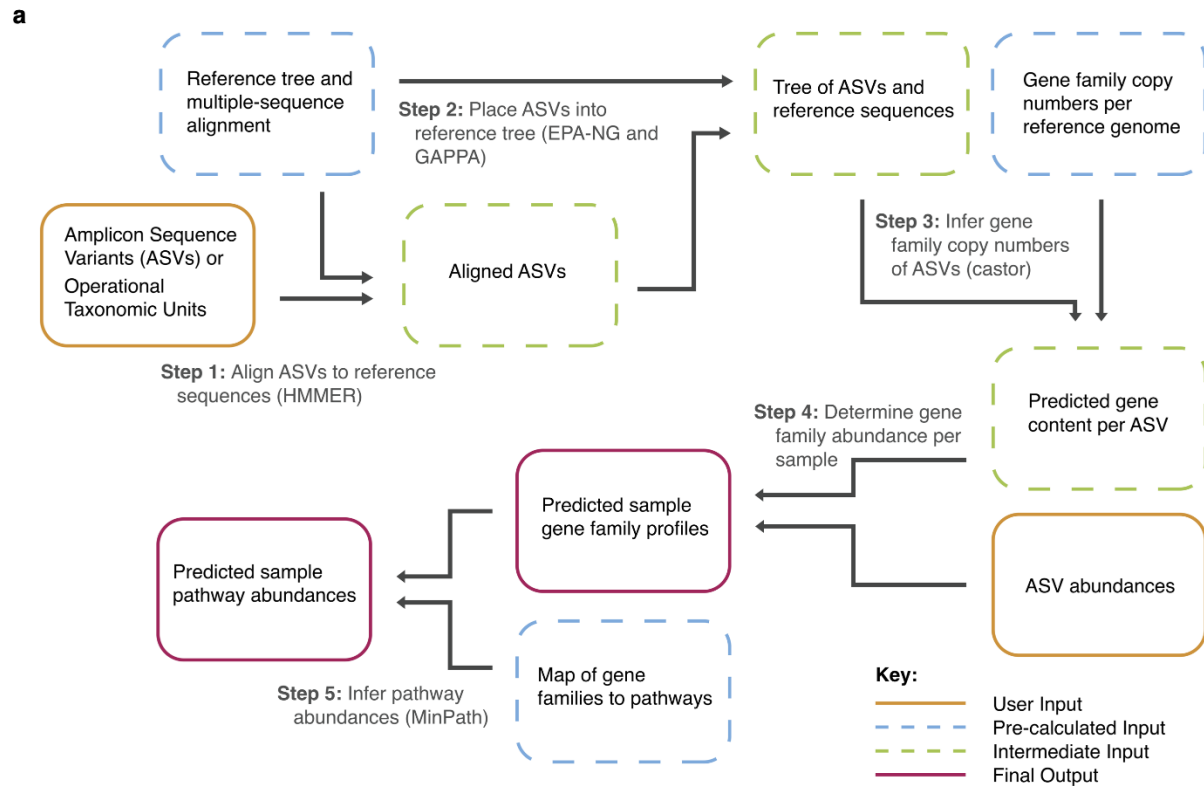 a
Reference tree and
multiple-sequence
alignment
Step 2: Place ASVs into
reference tree (EPA-NG and
GAPPA)
Tree of ASVs and
reference sequences
Gene family copy
numbers per
reference genome
Amplicon Sequence
Variants (ASVs) or
Operational
Taxonomic Units
Aligned ASVs
Step 3: Infer gene
family copy numbers
of ASVs (castor)
Step 1: Align ASVs to reference
sequences (HMMER)
Predicted gene
content per ASV
Step 4: Determine gene
family abundance per
sample
Predicted sample
gene family profiles
Predicted sample
pathway abundances
ASV abundances
Map of gene
families to pathways
Step 5: Infer pathway
abundances (MinPath)
Key:
User Input
Pre-calculated Input
Intermediate Input
Final Output